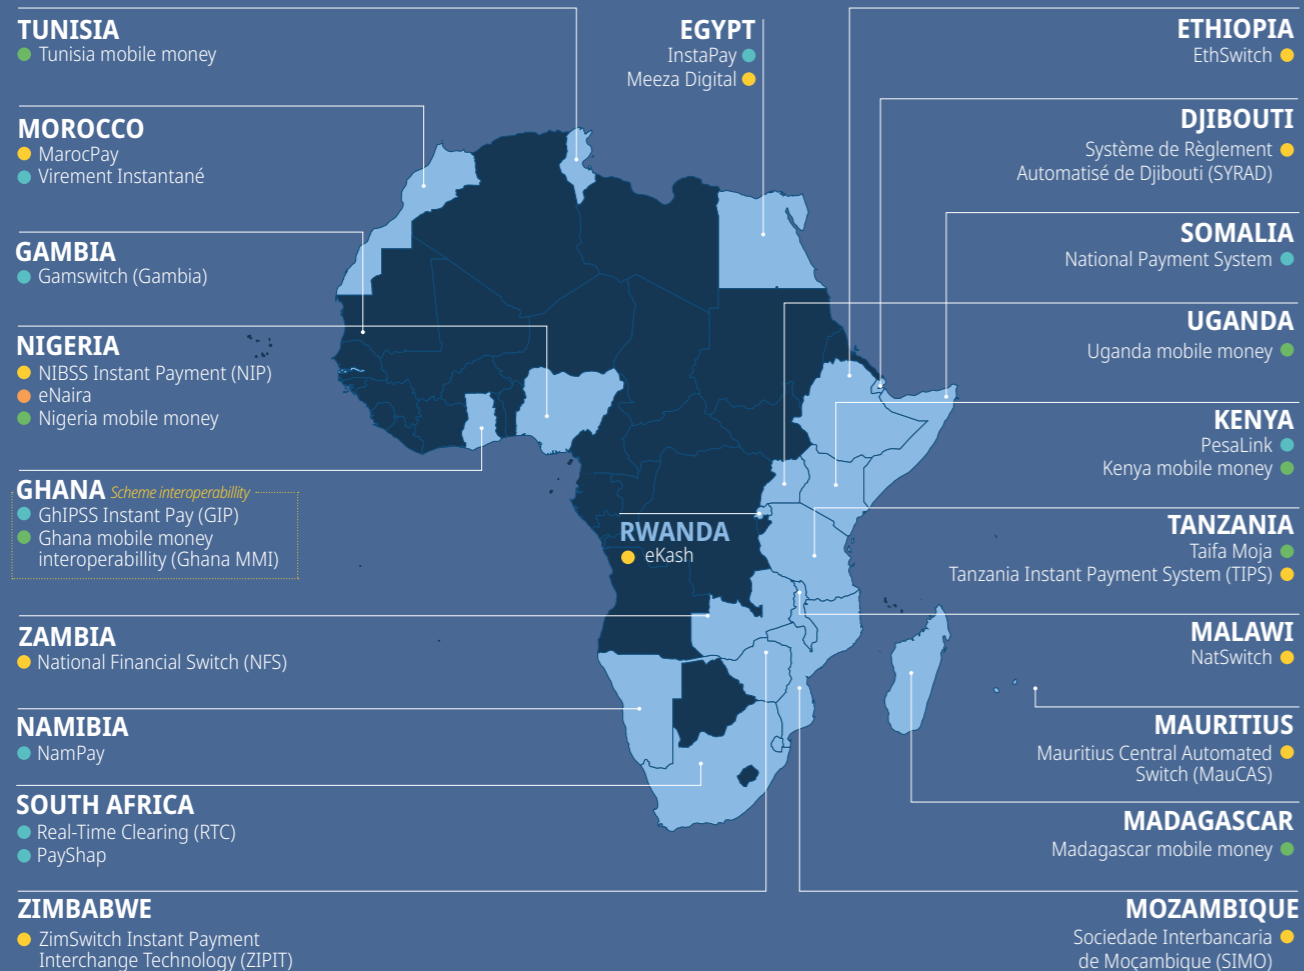 TUNISIA
Tunisia mobile money
MOROCCO
MarocPay
Virement Instantané
GAMBIA
Gamswitch (Gambia)
NIGERIA
NIBSS Instant Payment (NIP)
eNaira
Nigeria mobile money
GHANA Scheme interoperabillity
GhIPSS Instant Pay (GIP)
Ghana mobile money
interoperabillity (Ghana MMI)
ZAMBIA
National Financial Switch (NFS)
NAMIBIA
NamPay
SOUTH AFRICA
Real-Time Clearing (RTC)
PayShap
ZIMBABWE
ZimSwitch Instant Payment
Interchange Technology (ZIPIT)
EGYPT
InstaPay
Meeza Digital
RWANDA
eKash
ETHIOPIA
EthSwitch
DJIBOUTI
Système de Règlement
Automatisé de Djibouti (SYRAD)
SOMALIA
National Payment System
UGANDA
Uganda mobile money
KENYA
PesaLink
Kenya mobile money
TANZANIA
Taifa Moja
Tanzania Instant Payment System (TIPS)
MALAWI
NatSwitch
MAURITIUS
Mauritius Central Automated
Switch (MauCAS)
MADAGASCAR
Madagascar mobile money
MOZAMBIQUE
Sociedade Interbancaria
de Moçambique (SIMO)